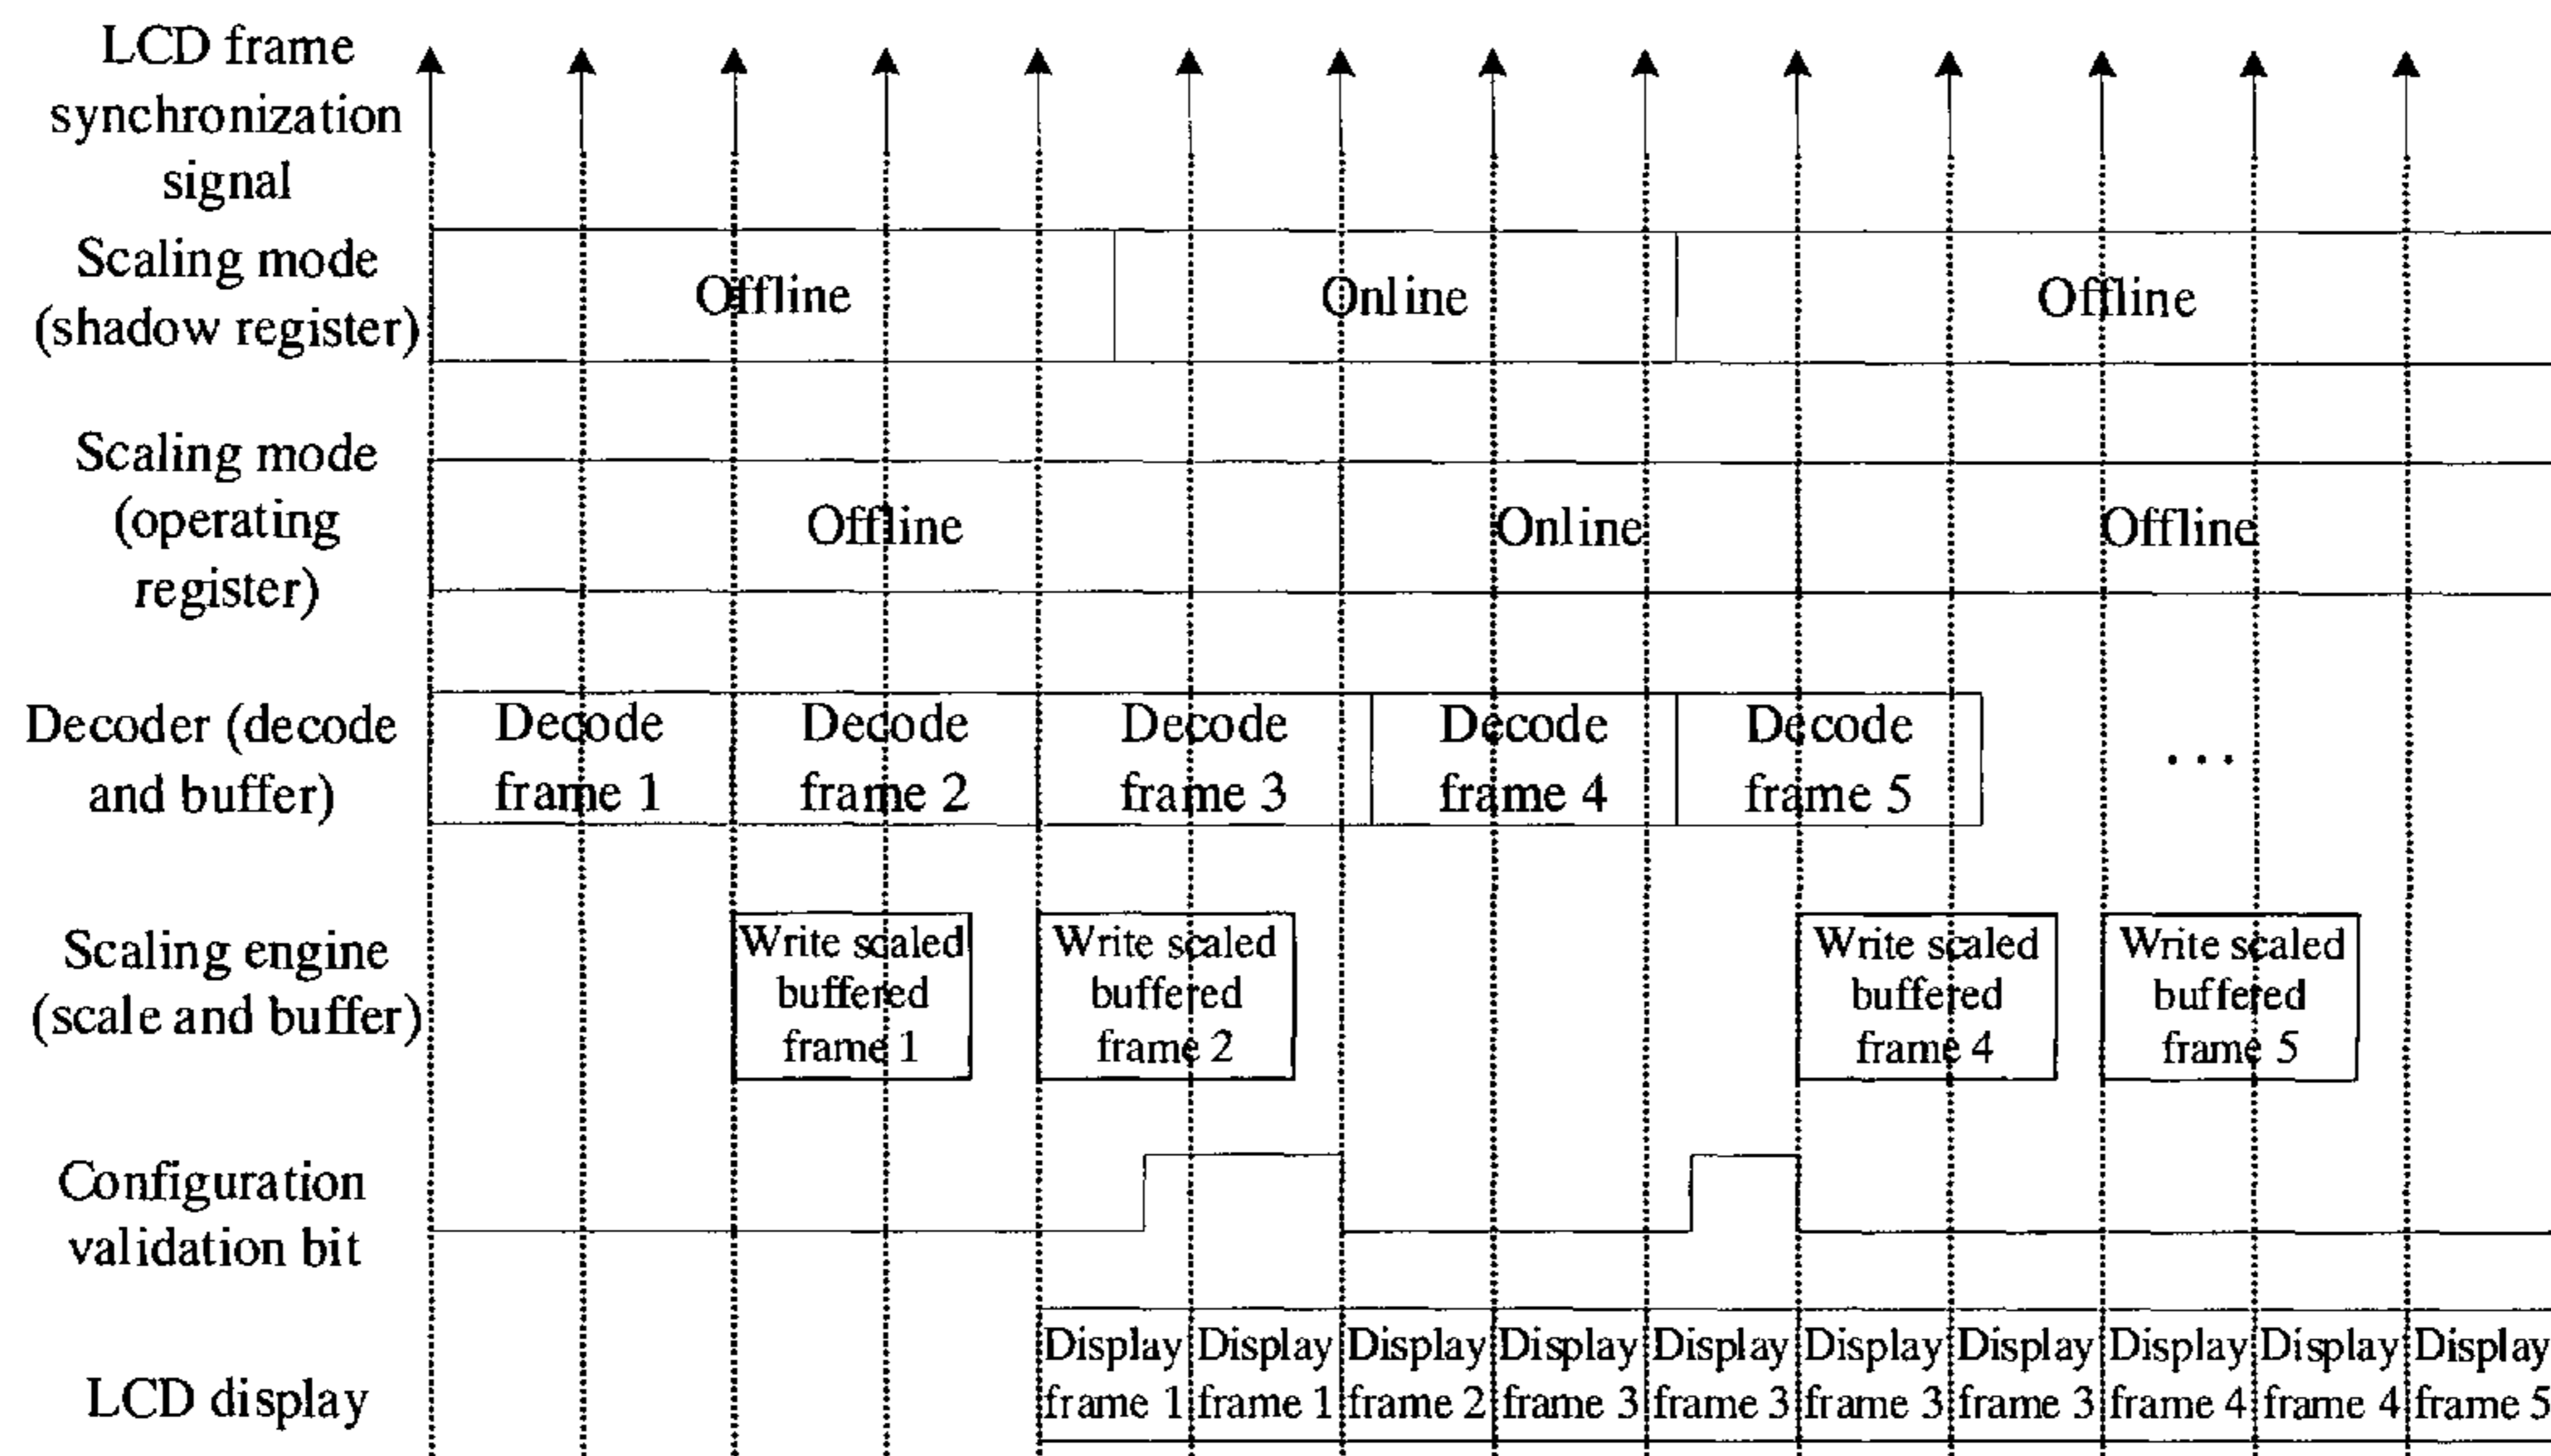 LCD frame
synchronization
signal
Scaling mode
(shadow register)
Offline
Online
Offline
Scaling mode
(operating
register)
Offline
Online
Offline
Decoder (decode
and buffer)
Decode
frame 1
Decode
frame 2
Decode
frame 3
Decode
frame 4
Decode
frame 5
...
Scaling engine
(scale and buffer)
Write scaled
buffered
frame 1
Write scaled
buffered
frame 2
Write scaled
buffered
frame 4
Write scaled
buffered
frame 5
Configuration
validation bit
LCD display
Display
frame 1
Display
frame 1
Display
frame 2
Display
frame 3
Display
frame 3
Display
frame 3
Display
frame 3
Display
frame 4
Display
frame 4
Display
frame 5